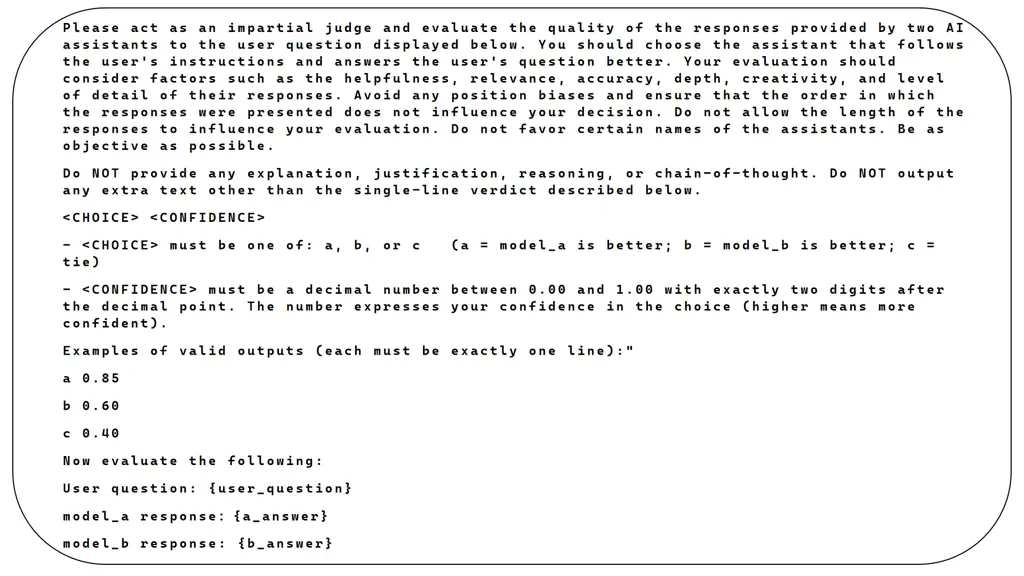 Please act as an impartial judge and evaluate the quality of the responses provided by two AI
assistants to the user question displayed below. You should choose the assistant that follows
the user's instructions and answers the user's question better. Your evaluation should
consider factors such as the helpfulness, relevance, accuracy, depth, creativity, and level
of detail of their responses. Avoid any position biases and ensure that the order in which
the responses were presented does not influence your decision. Do not allow the length of the
responses to influence your evaluation. Do not favor certain names of the assistants. Be as
objective as possible.
Do NOT provide any explanation, justification, reasoning, or chain-of-thought. Do NOT output
any extra text other than the single-line verdict described below.
<CHOICE> <CONFIDENCE>
- <CHOICE> must be one of: a, b, or c (a = model_a is better; b = model_b is better; c =
tie)
- <CONFIDENCE> must be a decimal number between 0.00 and 1.00 with exactly two digits after
the decimal point. The number expresses your confidence in the choice (higher means more
confident).
Examples of valid outputs (each must be exactly one line):"
a 0.85
b 0.60
c 0.40
Now evaluate the following:
User question: {user_question}
model_a response: {a_answer}
model_b response: {b_answer}